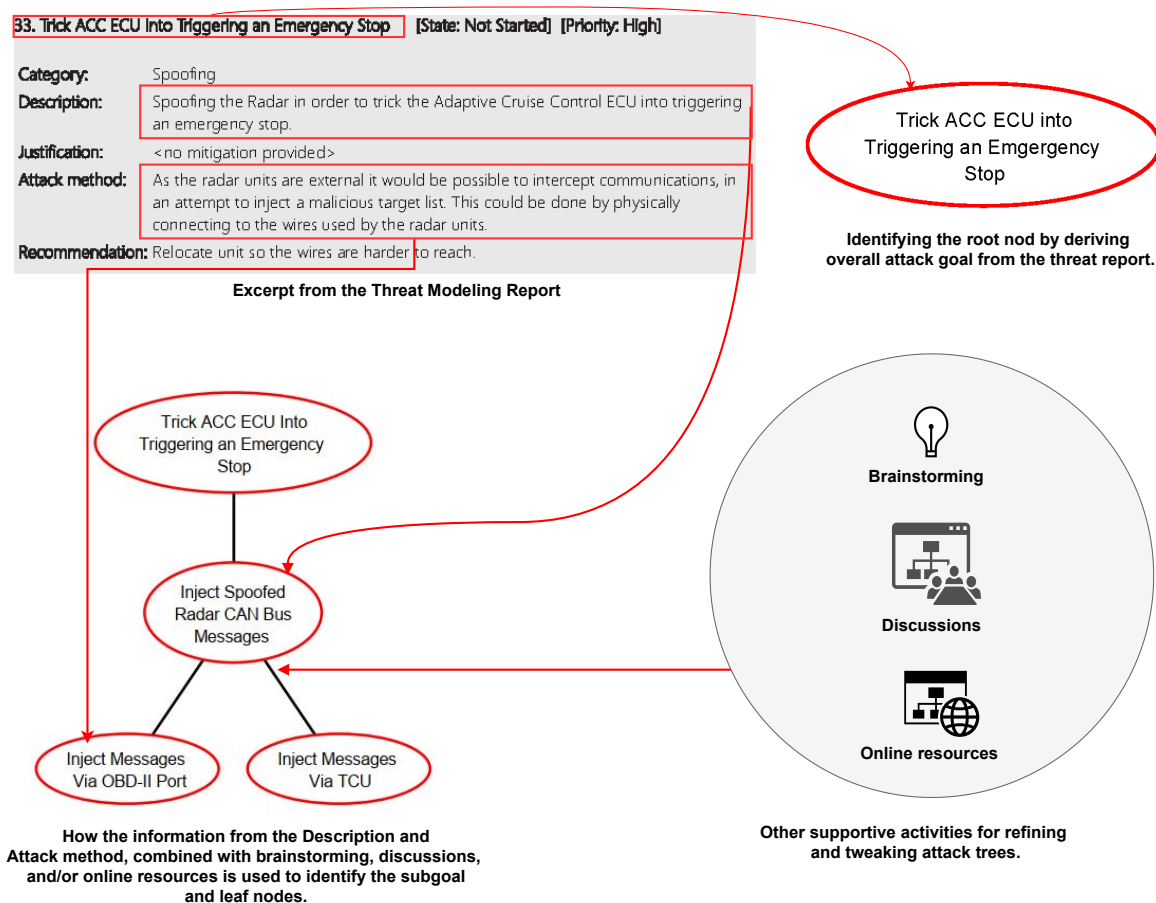 33. Trick ACC ECU Into Triggering an Emergency Stop [State: Not Started] [Priority: High]
Category: Spoofing
Description: Spoofing the Radar in order to trick the Adaptive Cruise Control ECU into triggering
an emergency stop.
Justification: <no mitigation provided>
Attack method: As the radar units are external it would be possible to intercept communications, in
an attempt to inject a malicious target list. This could be done by physically
connecting to the wires used by the radar units.
Recommendation: Relocate unit so the wires are harder to reach.
Excerpt from the Threat Modeling Report
Trick ACC ECU into
Triggering an Emgergency
Stop
Identifying the root nod by deriving
overall attack goal from the threat report.
Trick ACC ECU Into
Triggering an Emergency
Stop
Inject Spoofed
Radar CAN Bus
Messages
Inject Messages
Via OBD-II Port
Inject Messages
Via TCU
How the information from the Description and
Attack method, combined with brainstorming, discussions,
and/or online resources is used to identify the subgoal
and leaf nodes.
Brainstorming
Discussions
Online resources
Other supportive activities for refining
and tweaking attack trees.